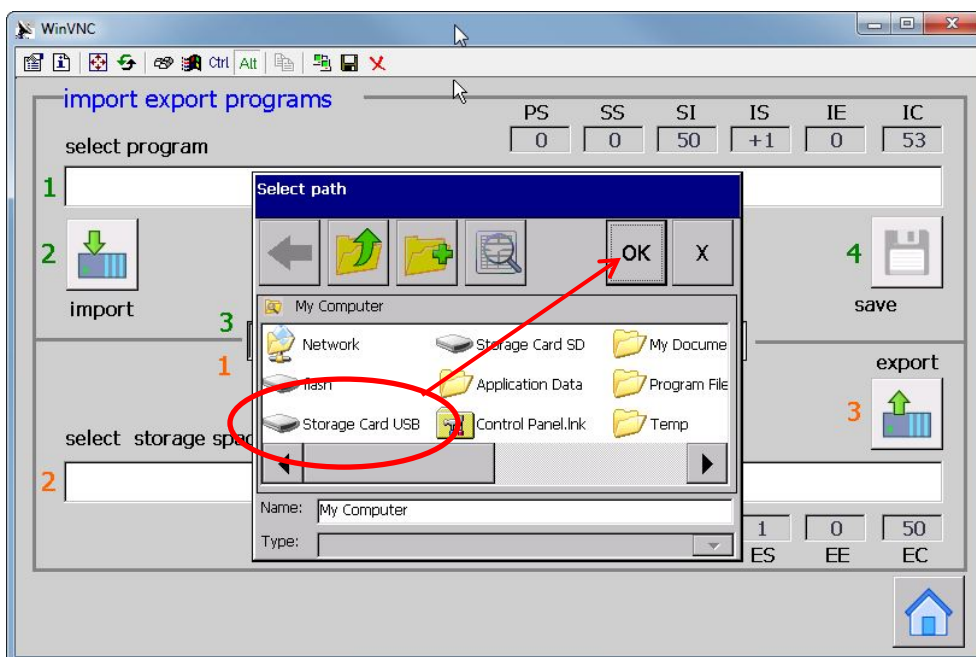 WinVNC
Ctrl Alt
import export programs
PS SS SI IS IE IC
0 0 50 +1 0 53
select program
1
Select path
2
OK X
4
import
save
My Computer
3
Network Storage Card SD My Docume
1
export
flash Application Data Program File
3
Storage Card USB Control Panel.lnk Temp
select storage spac
2
Name: My Computer
Type:
1 0 50
ES EE EC